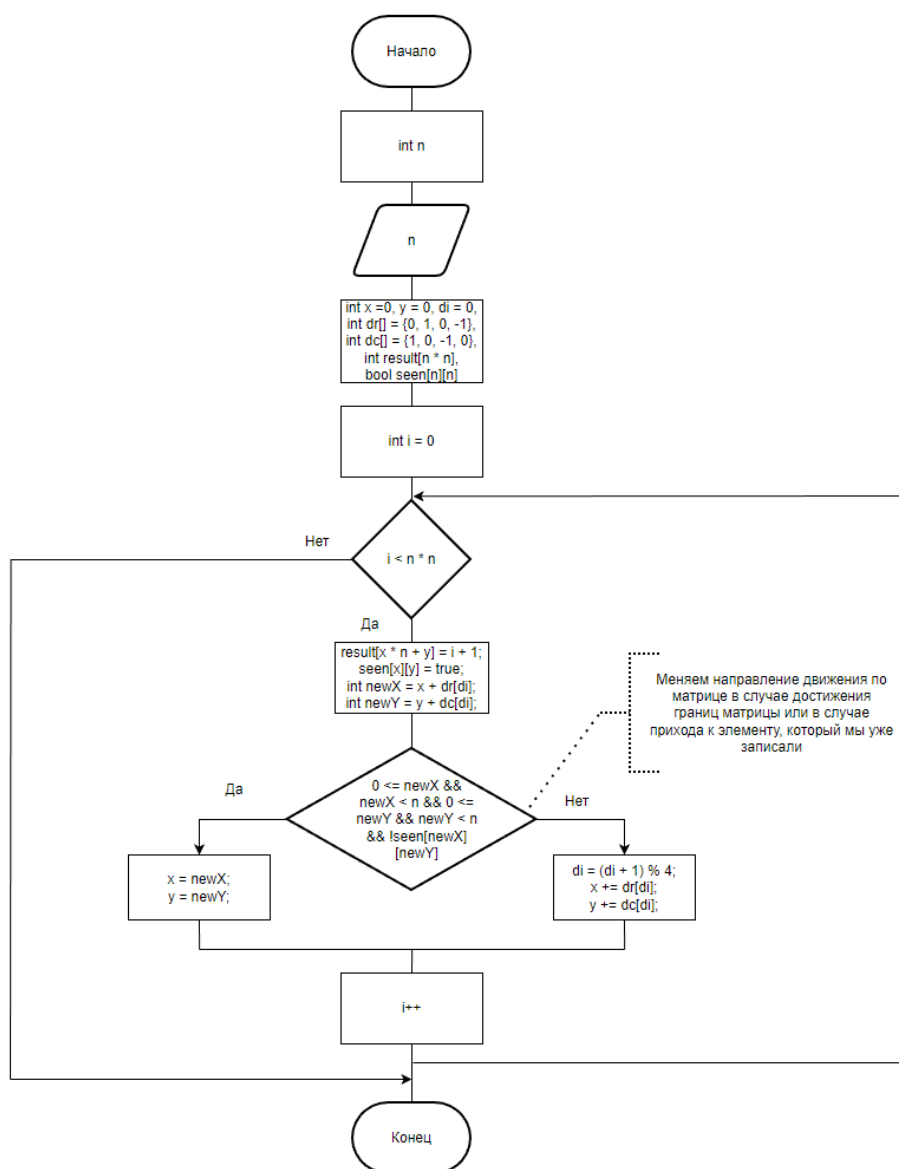 Начало
int n
n
int x =0, y = 0, di = 0,
int dr[] = {0, 1, 0, -1},
int dc[] = {1, 0, -1, 0},
int result[n * n],
bool seen[n][n]
int i = 0
Нет
i < n * n
Да
result[x * n + y] = i + 1;
seen[x][y] = true;
int newX = x + dr[di];
int newY = y + dc[di];
Меняем направление движения по
матрице в случае достижения
границ матрицы или в случае
прихода к элементу, который мы уже
записали
Да
0 <= newX &&
newX < n && 0 <=
newY && newY < n
&& !seen[newX]
[newY]
Нет
x = newX;
y = newY;
di = (di + 1) % 4;
x += dr[di];
y += dc[di];
i++
Конец